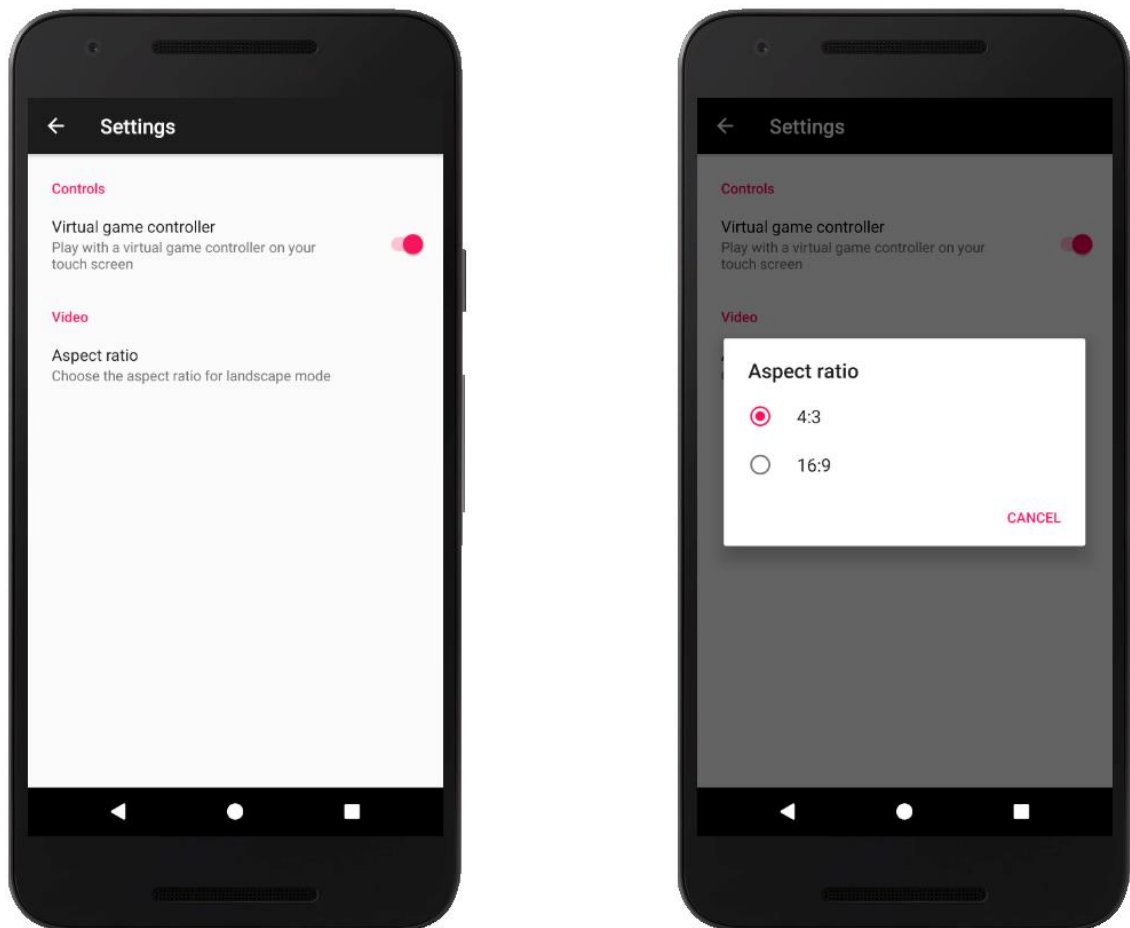 Settings
Controls
Virtual game controller
Play with a virtual game controller on your
touch screen
Video
Aspect ratio
Choose the aspect ratio for landscape mode
Settings
Controls
Virtual game controller
Play with a virtual game controller on your
touch screen
Video
Aspect ratio
4:3
16:9
CANCEL